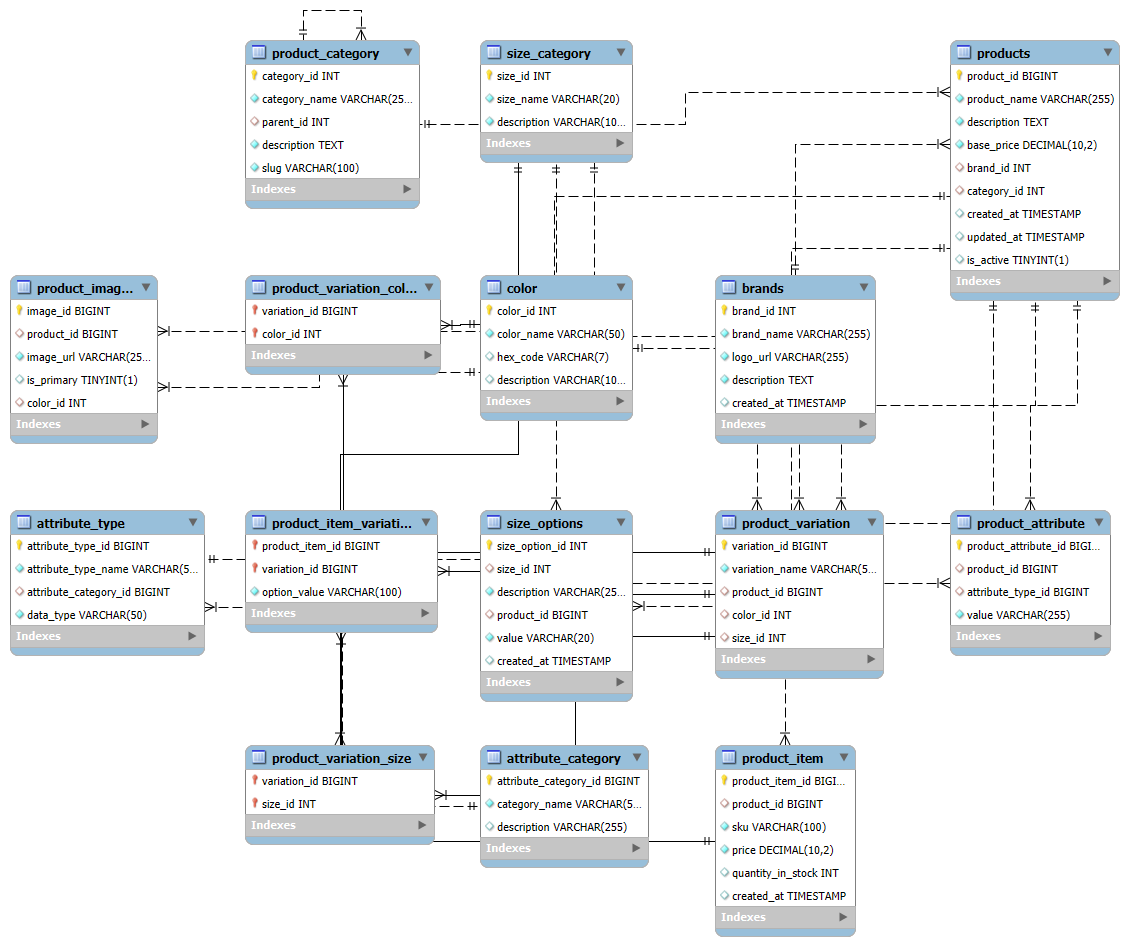 product_category
category_id INT
category_name VARCHAR(25...
parent_id INT
description TEXT
slug VARCHAR(100)
Indexes
size_category
size_id INT
size_name VARCHAR(20)
description VARCHAR(10...
Indexes
products
product_id BIGINT
product_name VARCHAR(255)
description TEXT
base_price DECIMAL(10,2)
brand_id INT
category_id INT
created_at TIMESTAMP
updated_at TIMESTAMP
is_active TINYINT(1)
Indexes
product_imag...
image_id BIGINT
product_id BIGINT
image_url VARCHAR(25...
is_primary TINYINT(1)
color_id INT
Indexes
product_variation_col...
variation_id BIGINT
color_id INT
Indexes
color
color_id INT
color_name VARCHAR(50)
hex_code VARCHAR(7)
description VARCHAR(10...
Indexes
brands
brand_id INT
brand_name VARCHAR(255)
logo_url VARCHAR(255)
description TEXT
created_at TIMESTAMP
Indexes
attribute_type
attribute_type_id BIGINT
attribute_type_name VARCHAR(5...
attribute_category_id BIGINT
data_type VARCHAR(50)
Indexes
product_item_variati...
product_item_id BIGINT
variation_id BIGINT
option_value VARCHAR(100)
Indexes
size_options
size_option_id INT
size_id INT
description VARCHAR(25...
product_id BIGINT
value VARCHAR(20)
created_at TIMESTAMP
Indexes
product_variation
variation_id BIGINT
variation_name VARCHAR(5...
product_id BIGINT
color_id INT
size_id INT
Indexes
product_attribute
product_attribute_id BIGI...
product_id BIGINT
attribute_type_id BIGINT
value VARCHAR(255)
Indexes
product_variation_size
variation_id BIGINT
size_id INT
Indexes
attribute_category
attribute_category_id BIGINT
category_name VARCHAR(5...
description VARCHAR(255)
Indexes
product_item
product_item_id BIGI...
product_id BIGINT
sku VARCHAR(100)
price DECIMAL(10,2)
quantity_in_stock INT
created_at TIMESTAMP
Indexes